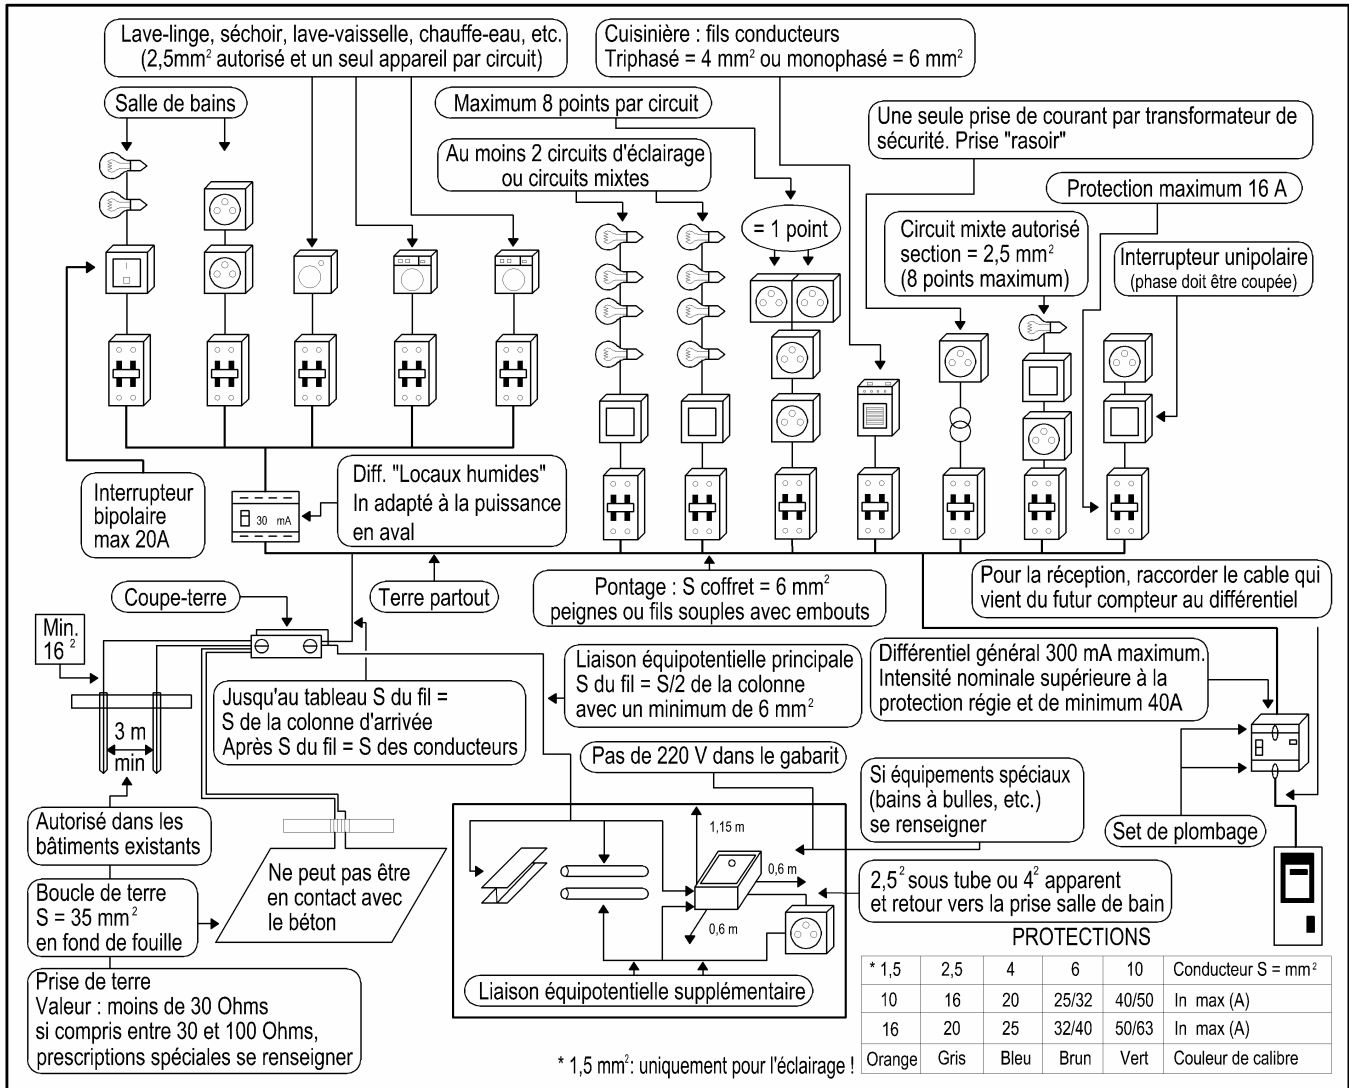 Lave-linge, séchoir, lave-vaisselle, chauffe-eau, etc.
(2,5mm² autorisé et un seul appareil par circuit)
Cuisinière : fils conducteurs
Triphasé = 4 mm² ou monophasé = 6 mm²
Salle de bains
Maximum 8 points par circuit
Une seule prise de courant par transformateur de
sécurité. Prise "rasoir"
Au moins 2 circuits d'éclairage
ou circuits mixtes
Protection maximum 16 A
= 1 point
Circuit mixte autorisé
section = 2,5 mm²
(8 points maximum)
Interrupteur unipolaire
(phase doit être coupée)
Interrupteur
bipolaire
max 20A
30 mA
Diff. "Locaux humides"
In adapté à la puissance
en aval
Coupe-terre
Terre partout
Pontage : S coffret = 6 mm²
peignes ou fils souples avec embouts
Pour la réception, raccorder le cable qui
vient du futur compteur au différentiel
Min.
16²
Jusqu'au tableau S du fil =
S de la colonne d'arrivée
Après S du fil = S des conducteurs
Liaison équipotentielle principale
S du fil = S/2 de la colonne
avec un minimum de 6 mm²
Différentiel général 300 mA maximum.
Intensité nominale supérieure à la
protection régie et de minimum 40A
3 m
min
Pas de 220 V dans le gabarit
Si équipements spéciaux
(bains à bulles, etc.)
se renseigner
Set de plombage
Autorisé dans les
bâtiments existants
1,15 m
0,6 m
0,6 m
Ne peut pas être
en contact avec
le béton
Boucle de terre
S = 35 mm²
en fond de fouille
2,5² sous tube ou 4² apparent
et retour vers la prise salle de bain
Liaison équipotentielle supplémentaire
Prise de terre
Valeur : moins de 30 Ohms
si compris entre 30 et 100 Ohms,
prescriptions spéciales se renseigner
PROTECTIONS
* 1,5 2,5 4 6 10 Conducteur S = mm²
10 16 20 25/32 40/50 In max (A)
16 20 25 32/40 50/63 In max (A)
Orange Gris Bleu Brun Vert Couleur de calibre
* 1,5 mm²: uniquement pour l'éclairage !